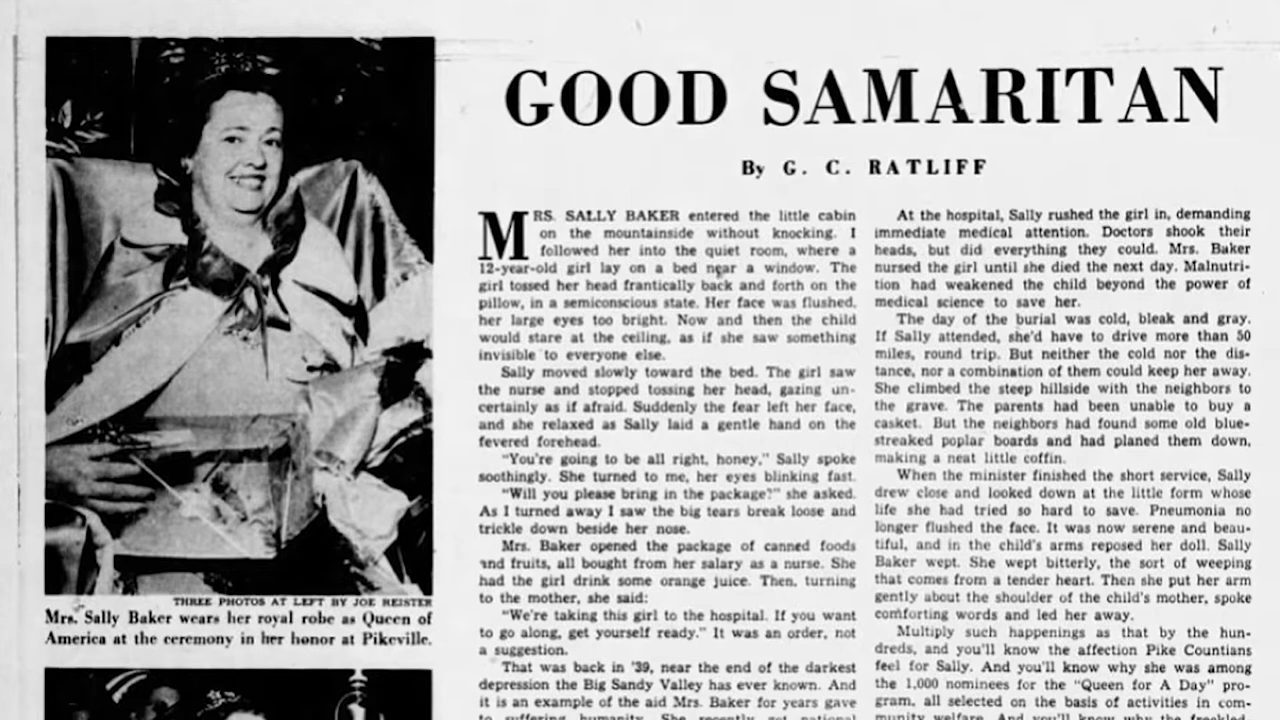 GOOD SAMARITAN
By G. C. RATLIFF
MRS. SALLY BAKER entered the little cabin
on the mountainside without knocking. I
followed her into the quiet room, where a
12-year-old girl lay on a bed near a window. The
girl tossed her head frantically back and forth on the
pillow, in a semiconscious state. Her face was flushed,
her large eyes too bright. Now and then the child
would stare at the ceiling, as if she saw something
invisible to everyone else.
Sally moved slowly toward the bed. The girl saw
the nurse and stopped tossing her head, gazing un-
certainly as if afraid. Suddenly the fear left her face,
and she relaxed as Sally laid a gentle hand on the
fevered forehead.
"You're going to be all right, honey," Sally spoke
soothingly. She turned to me, her eyes blinking fast.
"Will you please bring in the package?" she asked.
As I turned away I saw the big tears break loose and
trickle down beside her nose.
Mrs. Baker opened the package of canned foods
and fruits, all bought from her salary as a nurse. She
had the girl drink some orange juice. Then, turning
to the mother, she said:
"We're taking this girl to the hospital. If you want
to go along, get yourself ready." It was an order, not
a suggestion.
That was back in '39, near the end of the darkest
depression the Big Sandy Valley has ever known. And
it is an example of the aid Mrs. Baker for years gave
to suffering humanity. She recently got national
At the hospital, Sally rushed the girl in, demanding
immediate medical attention. Doctors shook their
heads, but did everything they could. Mrs. Baker
nursed the girl until she died the next day. Malnutri-
tion had weakened the child beyond the power of
medical science to save her.
The day of the burial was cold, bleak and gray.
If Sally attended, she'd have to drive more than 50
miles, round trip. But neither the cold nor the dis-
tance, nor a combination of them could keep her away.
She climbed the steep hillside with the neighbors to
the grave. The parents had been unable to buy a
casket. But the neighbors had found some old blue-
streaked poplar boards and had planed them down,
making a neat little coffin.
When the minister finished the short service, Sally
drew close and looked down at the little form whose
life she had tried so hard to save. Pneumonia no
longer flushed the face. It was now serene and beau-
tiful, and in the child's arms reposed her doll. Sally
Baker wept. She wept bitterly, the sort of weeping
that comes from a tender heart. Then she put her arm
gently about the shoulder of the child's mother, spoke
comforting words and led her away.
Multiply such happenings as that by the hun-
dreds, and you'll know the affection Pike Countians
feel for Sally. And you'll know why she was among
the 1,000 nominees for the "Queen for A Day" pro-
gram, all selected on the basis of activities in com-
munity welfare. And you'll know why the
THREE PHOTOS AT LEFT BY JOE REISTER
Mrs. Sally Baker wears her royal robe as Queen of
America at the ceremony in her honor at Pikeville.